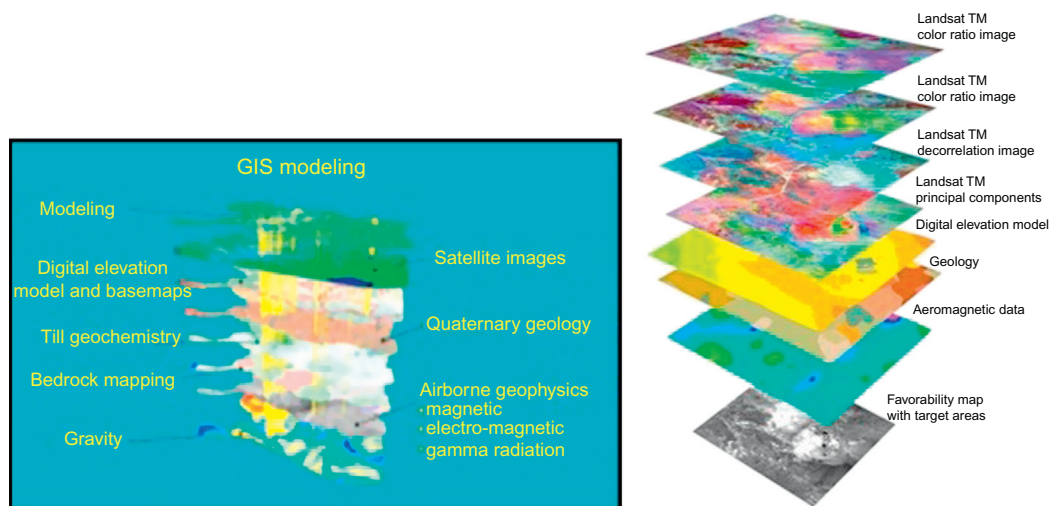 GIS modeling
Modeling
Digital elevation
model and basemaps
Till geochemistry
Bedrock mapping
Gravity
Satellite images
Quaternary geology
Airborne geophysics
magnetic
electro-magnetic
gamma radiation
Landsat TM
color ratio image
Landsat TM
color ratio image
Landsat TM
decorrelation image
Landsat TM
principal components
Digital elevation model
Geology
Aeromagnetic data
Favorability map
with target areas